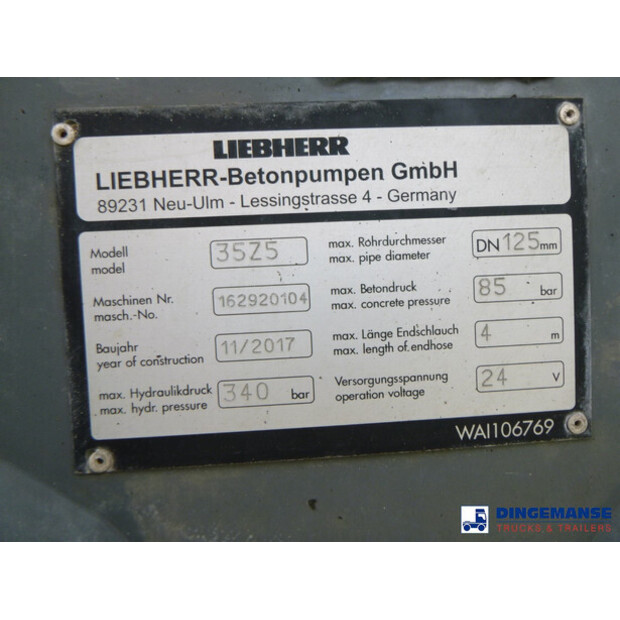 LIEBHERR
LIEBHERR-Betonpumpen GmbH
89231 Neu-Ulm - Lessingstrasse 4 - Germany
Modell
model
35Z5
Maschinen Nr.
masch.-No.
162920104
Baujahr
year of construction
11/2017
max. Hydraulikdruck
max. hydr. pressure
340 bar
max. Rohrdurchmesser
max. pipe diameter
DN 125 mm
max. Betondruck
max. concrete pressure
85 bar
max. Länge Endschlauch
max. length of endhose
4 m
Versorgungsspannung
operation voltage
24 V
WAI106769
DINGEMANSE
TRUCKS & TRAILERS